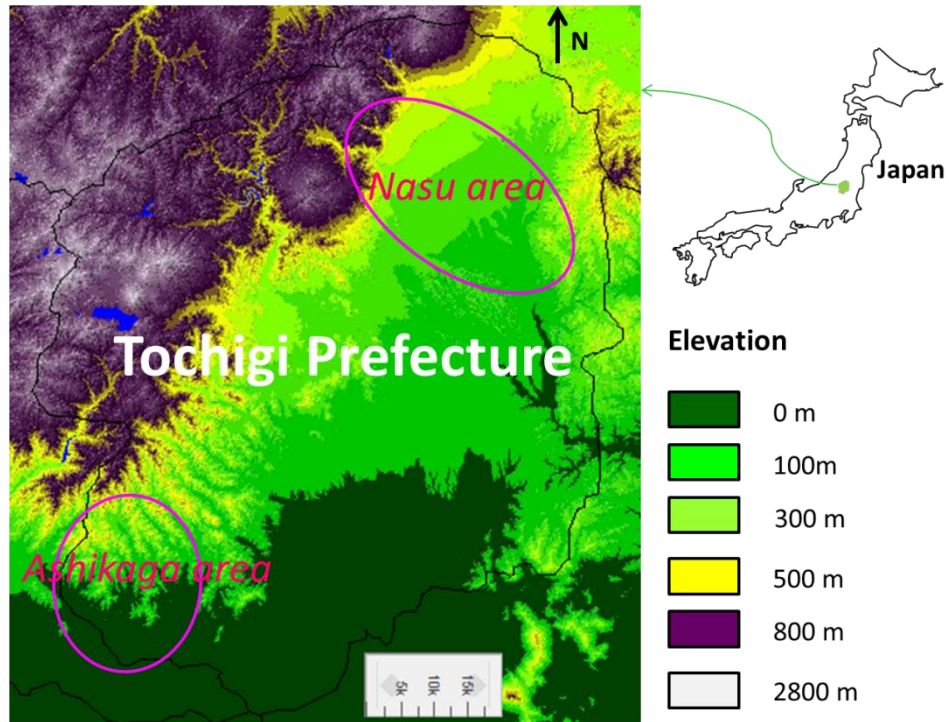 N
Nasu area
Tochigi Prefecture
Ashikaga area
5k 10k 15k
Japan
Elevation
0 m
100m
300 m
500 m
800 m
2800 m